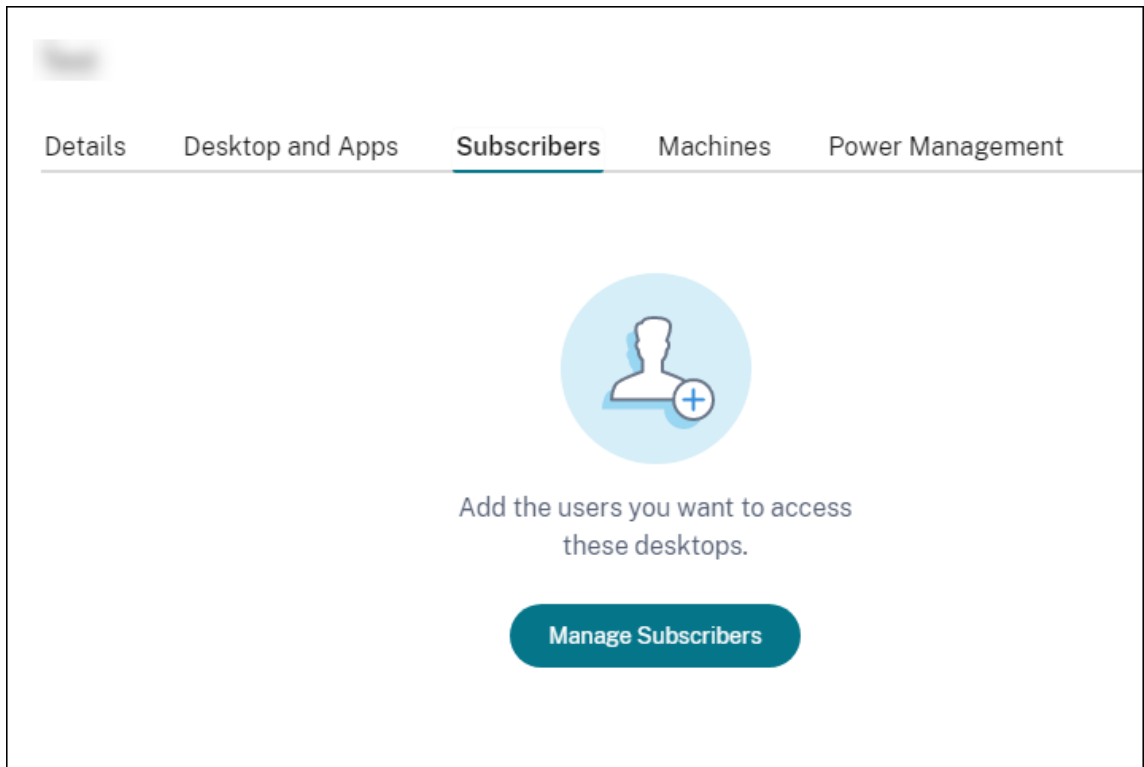 Details Desktop and Apps Subscribers Machines Power Management
Add the users you want to access
these desktops.
Manage Subscribers